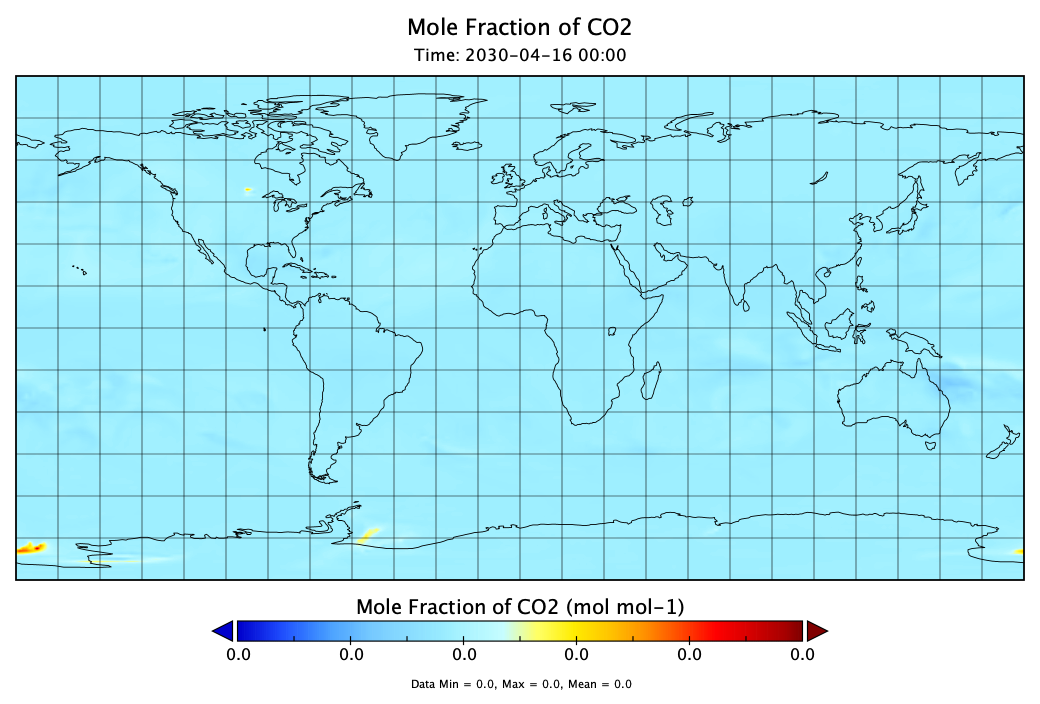 Mole Fraction of CO2
Time: 2030-04-16 00:00
Mole Fraction of CO2 (mol mol-1)
0.0 0.0 0.0 0.0 0.0 0.0
Data Min = 0.0, Max = 0.0, Mean = 0.0